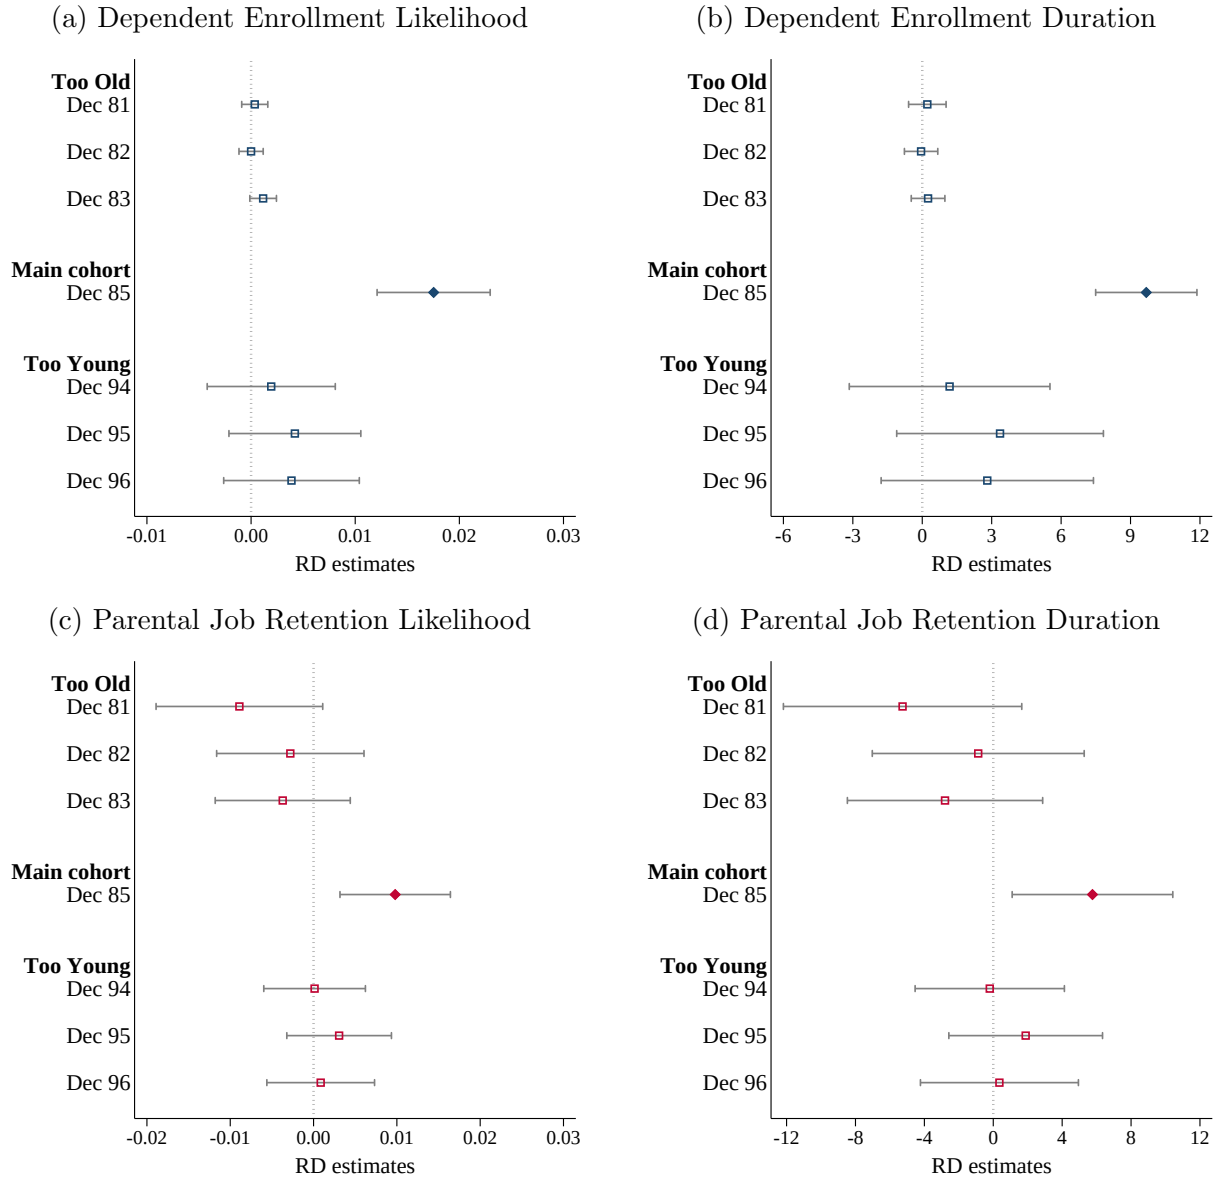 (a) Dependent Enrollment Likelihood
Too Old
Dec 81
Dec 82
Dec 83
Main cohort
Dec 85
Too Young
Dec 94
Dec 95
Dec 96
-0.01 0.00 0.01 0.02 0.03
RD estimates
(b) Dependent Enrollment Duration
Too Old
Dec 81
Dec 82
Dec 83
Main cohort
Dec 85
Too Young
Dec 94
Dec 95
Dec 96
-6 -3 0 3 6 9 12
RD estimates
(c) Parental Job Retention Likelihood
Too Old
Dec 81
Dec 82
Dec 83
Main cohort
Dec 85
Too Young
Dec 94
Dec 95
Dec 96
-0.02 -0.01 0.00 0.01 0.02 0.03
RD estimates
(d) Parental Job Retention Duration
Too Old
Dec 81
Dec 82
Dec 83
Main cohort
Dec 85
Too Young
Dec 94
Dec 95
Dec 96
-12 -8 -4 0 4 8 12
RD estimates